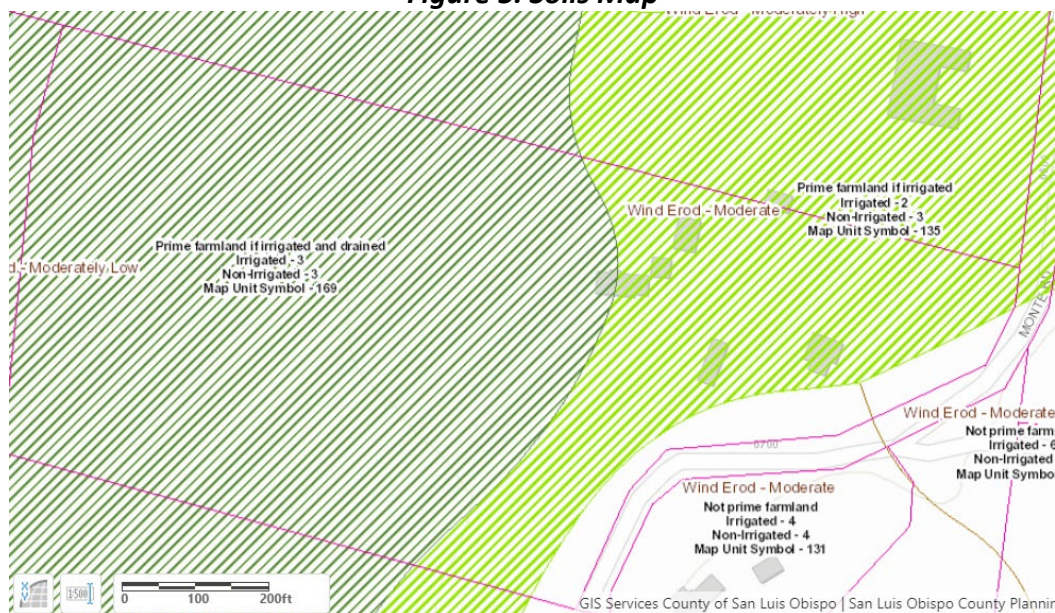 Figure 3. Soils Map
Wind Erod - Moderately High
Prime farmland if irrigated
Irrigated - 2
Non-Irrigated - 3
Map Unit Symbol - 135
Wind Erod - Moderate
Prime farmland if irrigated and drained
Irrigated - 3
Non-Irrigated - 3
Map Unit Symbol - 169
d - Moderately Low
MONTE RD
6700
Wind Erod - Moderate
Not prime farm
Irrigated - 6
Non-Irrigated
Map Unit Symbo
Wind Erod - Moderate
Not prime farmland
Irrigated - 4
Non-Irrigated - 4
Map Unit Symbol - 131
1:500
0 100 200ft
GIS Services County of San Luis Obispo | San Luis Obispo County Plannin